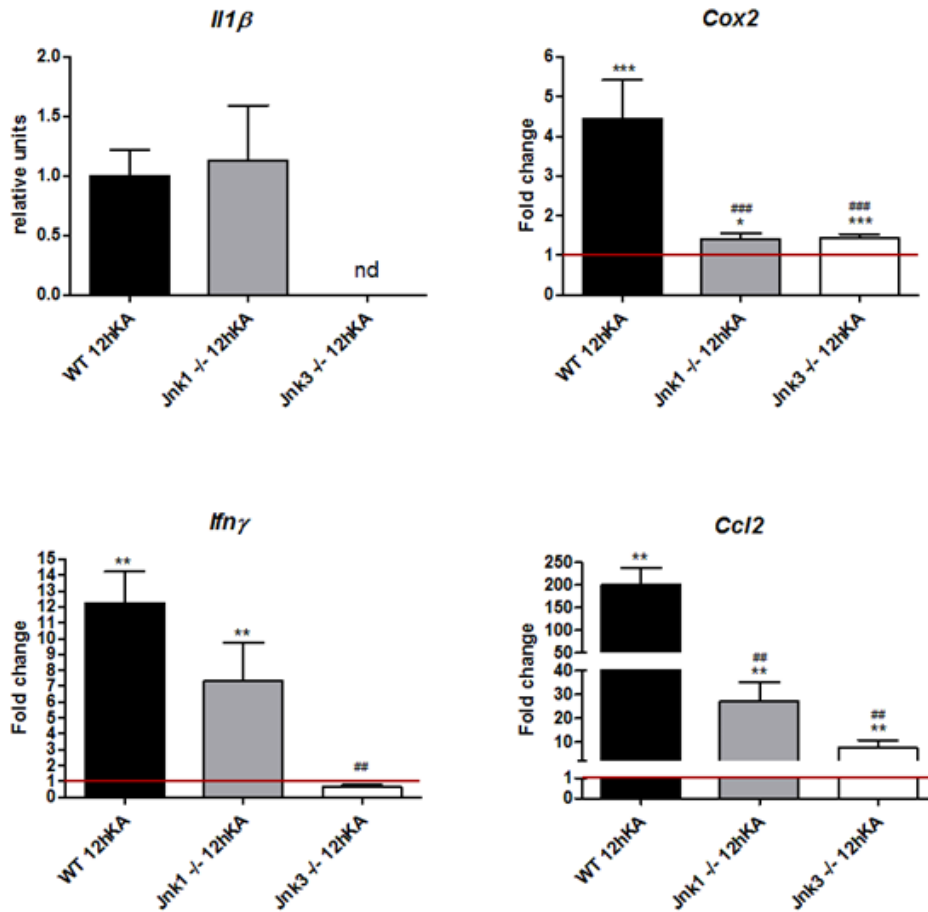 Il1β
relative units
2.0
1.5
1.0
0.5
0.0
nd
WT 12hKA
Jnk1 -/- 12hKA
Jnk3 -/- 12hKA
Cox2
Fold change
6
5
4
3
2
1
0
***
###
*
###
***
WT 12hKA
Jnk1 -/- 12hKA
Jnk3 -/- 12hKA
Ifnγ
Fold change
15
14
13
12
11
10
9
8
7
6
5
4
3
2
1
0
**
**
##
WT 12hKA
Jnk1 -/- 12hKA
Jnk3 -/- 12hKA
Ccl2
Fold change
250
200
150
100
50
40
30
20
10
1
0
**
##
**
##
**
WT 12hKA
Jnk1 -/- 12hKA
Jnk3 -/- 12hKA